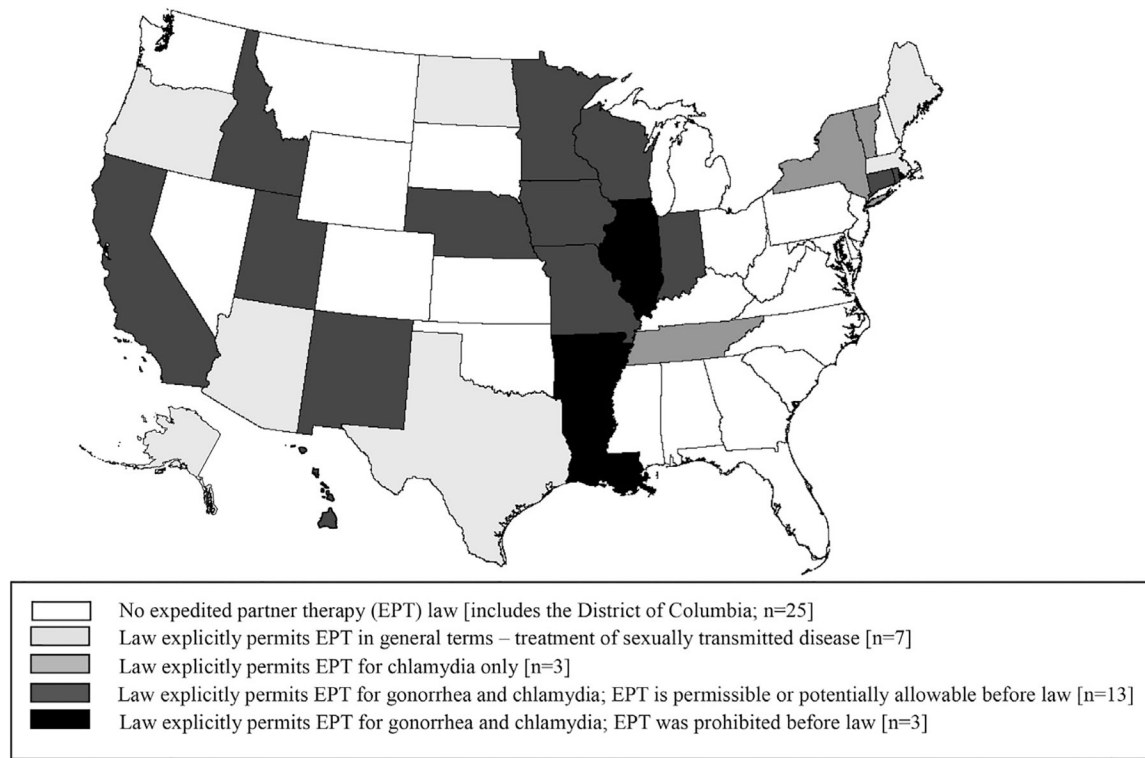 No expedited partner therapy (EPT) law [includes the District of Columbia; n=25]
Law explicitly permits EPT in general terms – treatment of sexually transmitted disease [n=7]
Law explicitly permits EPT for chlamydia only [n=3]
Law explicitly permits EPT for gonorrhea and chlamydia; EPT is permissible or potentially allowable before law [n=13]
Law explicitly permits EPT for gonorrhea and chlamydia; EPT was prohibited before law [n=3]